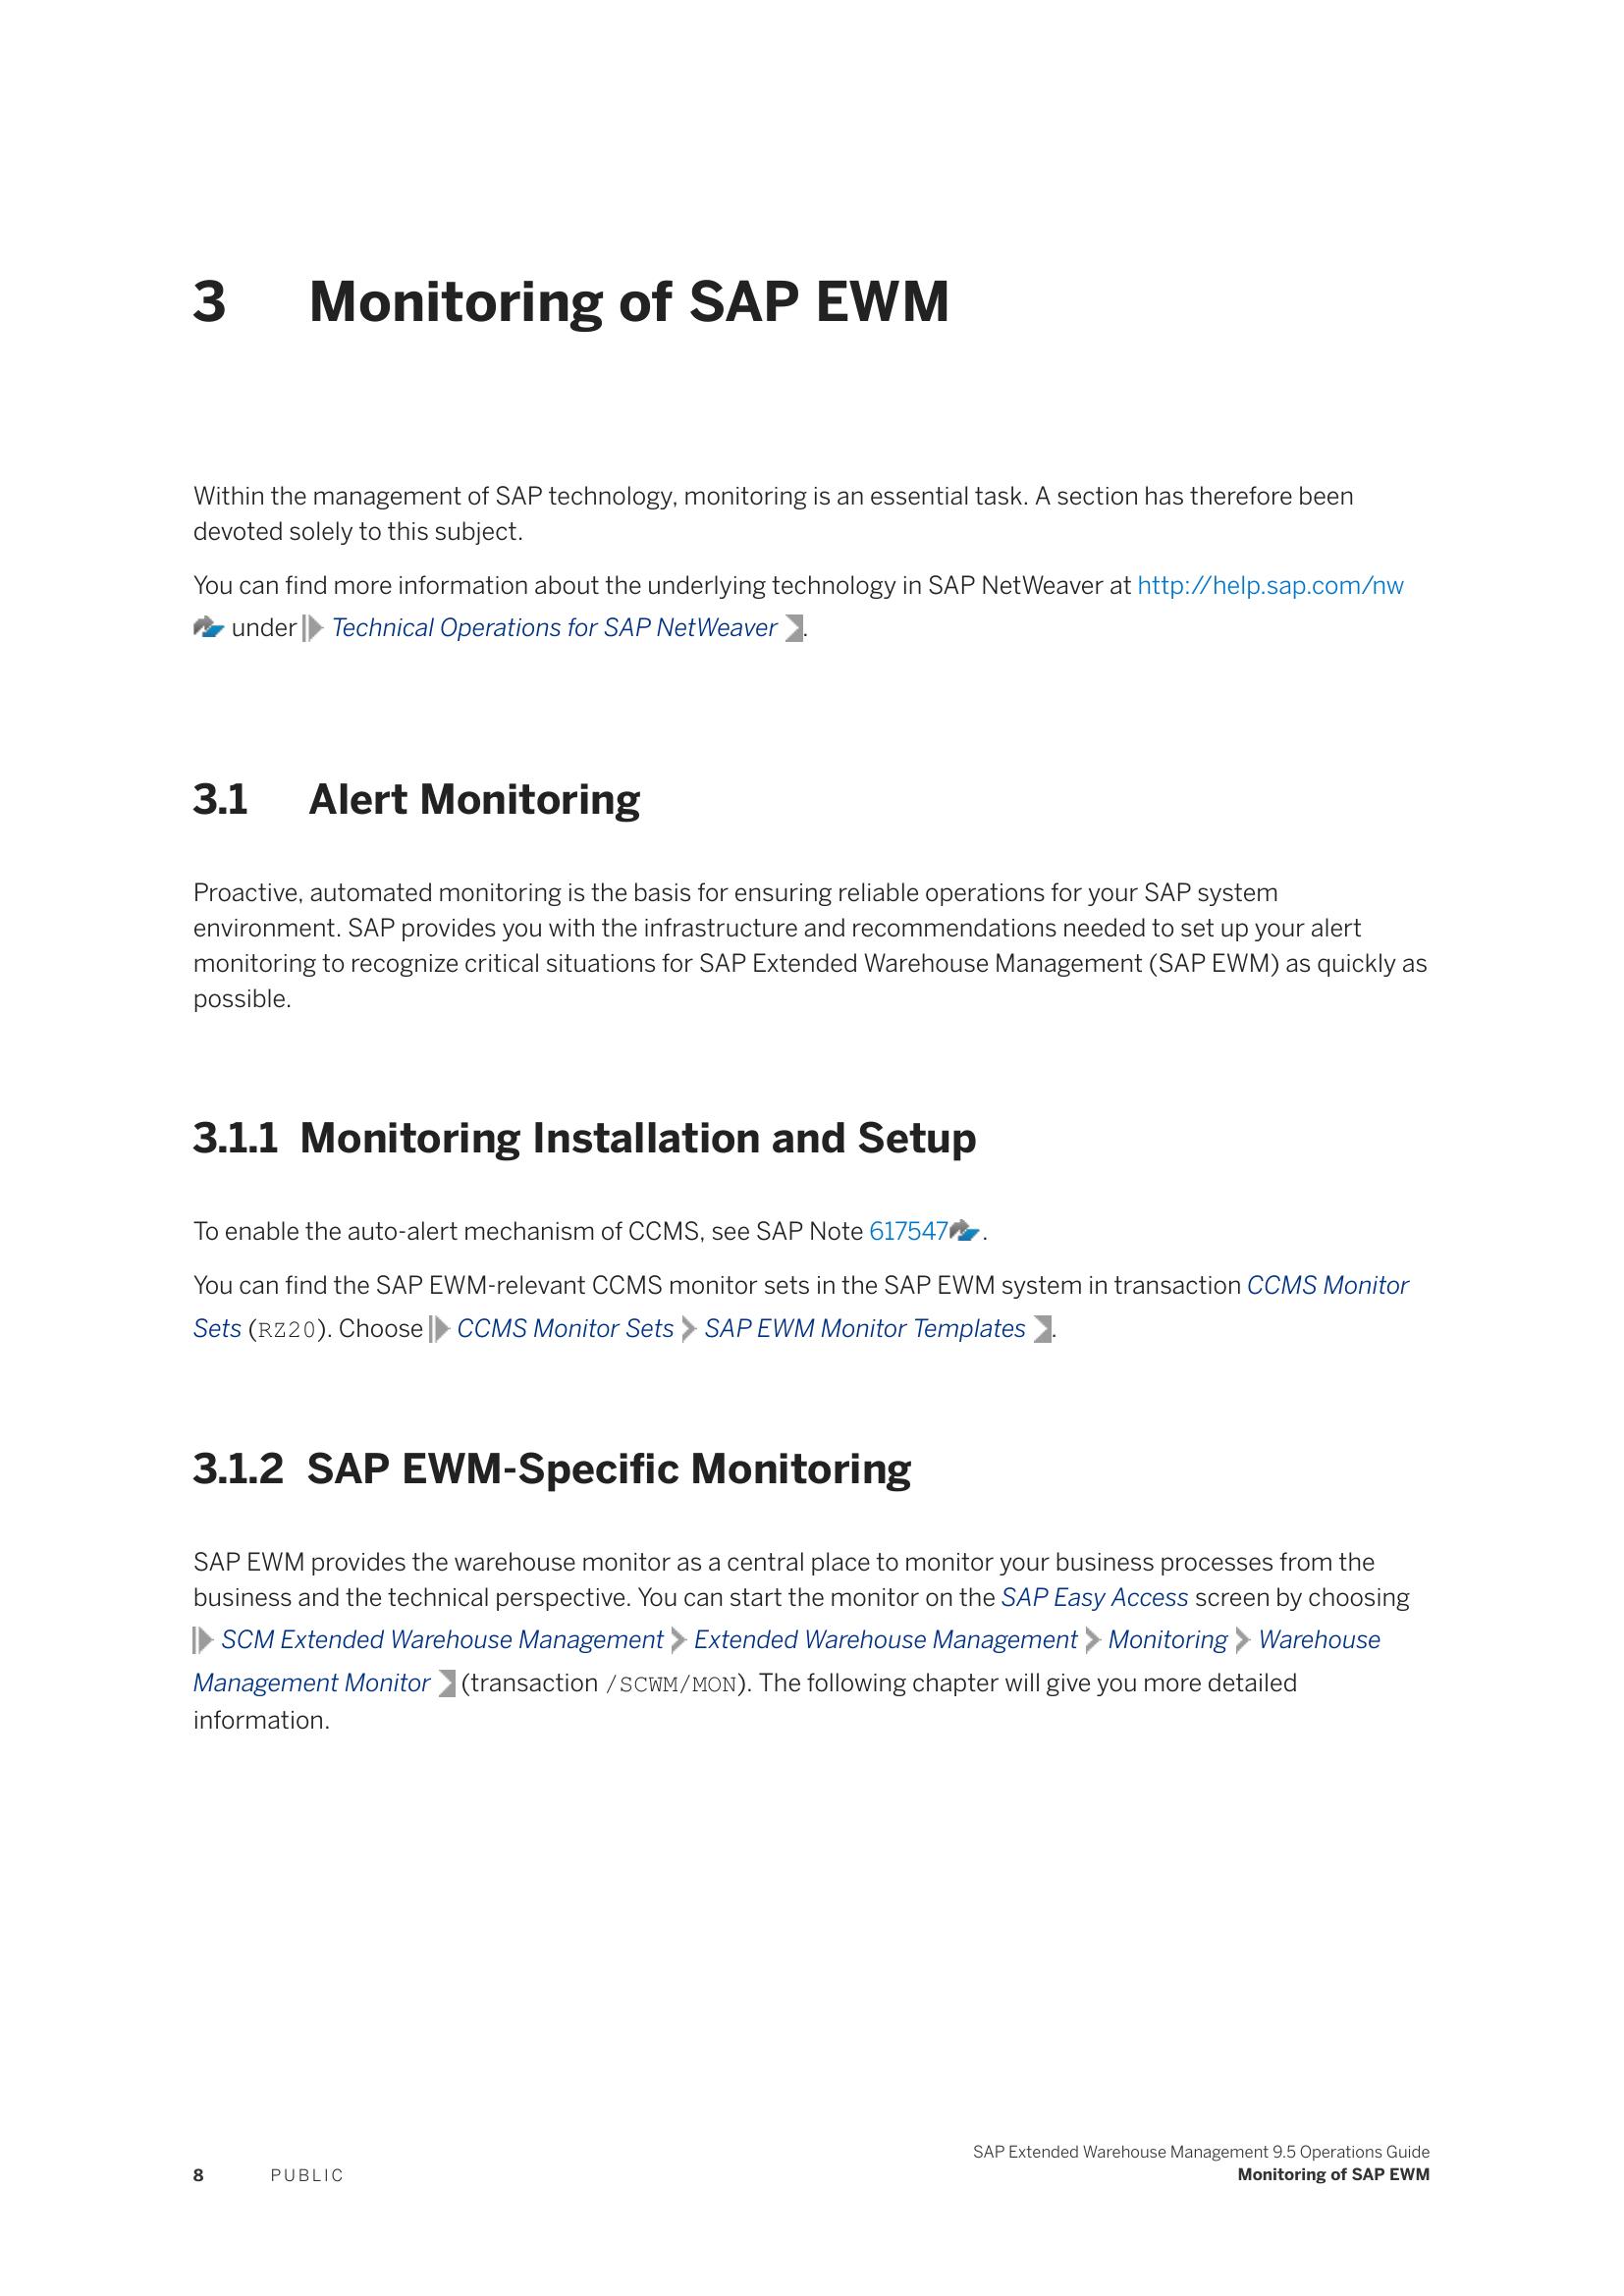 3 Monitoring of SAP EWM
Within the management of SAP technology, monitoring is an essential task. A section has therefore been
devoted solely to this subject.
You can find more information about the underlying technology in SAP NetWeaver at http://help.sap.com/nw
under Technical Operations for SAP NetWeaver .
3.1 Alert Monitoring
Proactive, automated monitoring is the basis for ensuring reliable operations for your SAP system
environment. SAP provides you with the infrastructure and recommendations needed to set up your alert
monitoring to recognize critical situations for SAP Extended Warehouse Management (SAP EWM) as quickly as
possible.
3.1.1 Monitoring Installation and Setup
To enable the auto-alert mechanism of CCMS, see SAP Note 617547 .
You can find the SAP EWM-relevant CCMS monitor sets in the SAP EWM system in transaction CCMS Monitor
Sets (RZ20). Choose CCMS Monitor Sets SAP EWM Monitor Templates .
3.1.2 SAP EWM-Specific Monitoring
SAP EWM provides the warehouse monitor as a central place to monitor your business processes from the
business and the technical perspective. You can start the monitor on the SAP Easy Access screen by choosing
SCM Extended Warehouse Management Extended Warehouse Management Monitoring Warehouse
Management Monitor (transaction /SCWM/MON). The following chapter will give you more detailed
information.
SAP Extended Warehouse Management 9.5 Operations Guide
8 PUBLIC Monitoring of SAP EWM